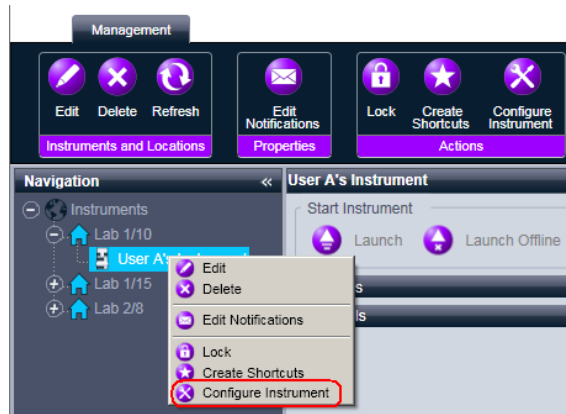 Management
Edit
Delete
Refresh
Edit
Notifications
Lock
Create
Shortcuts
Configure
Instrument
Instruments and Locations
Properties
Actions
Navigation
«
User A's Instrument
Instruments
Lab 1/10
User A's
Lab 1/15
Lab 2/8
Start Instrument
Launch
Launch Offline
Edit
Delete
Edit Notifications
Lock
Create Shortcuts
Configure Instrument